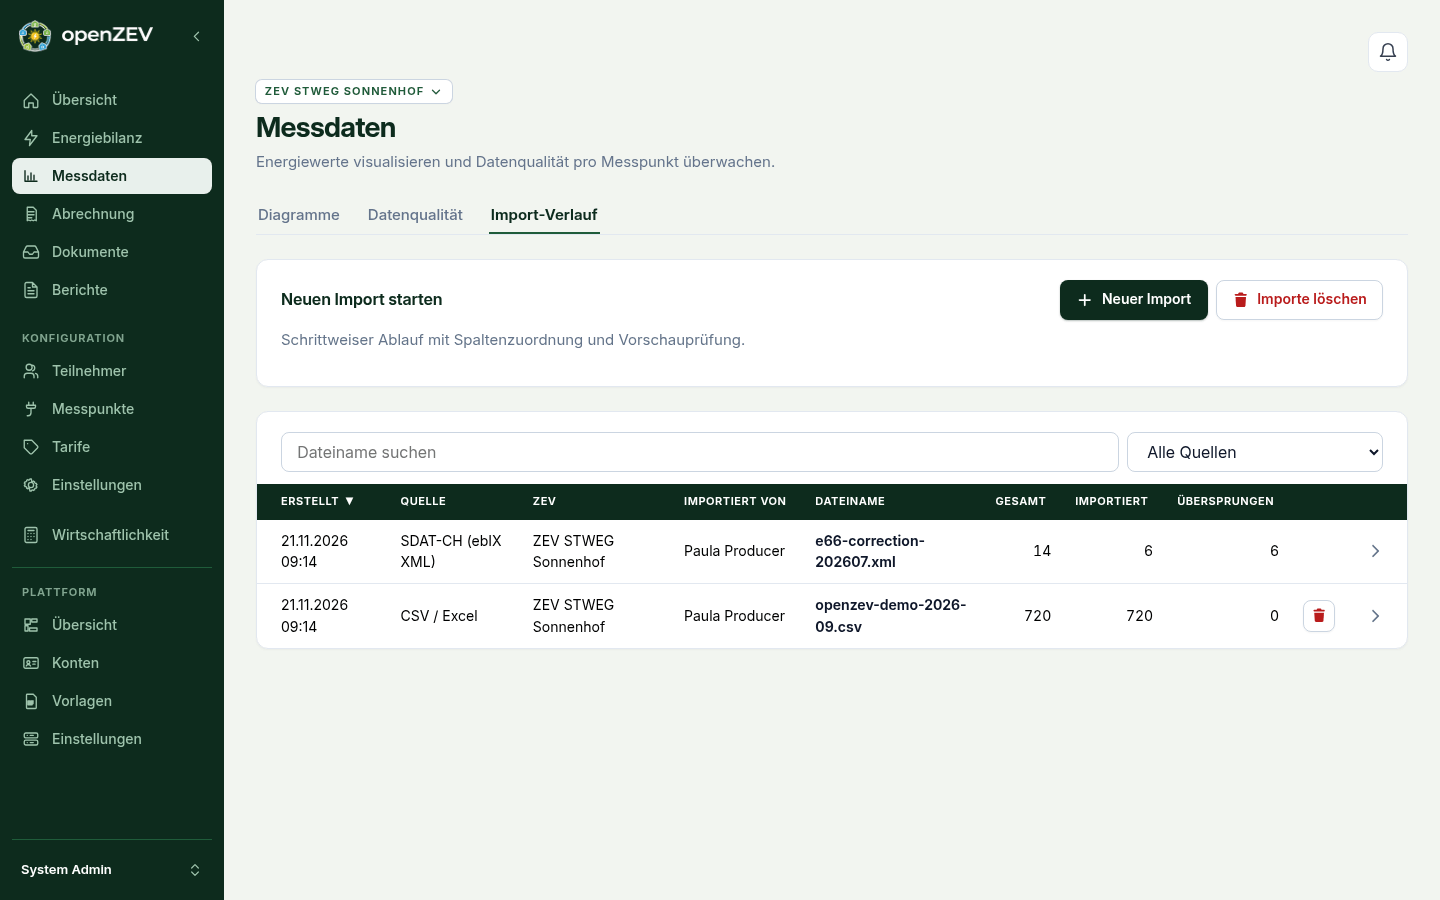 openZEV
Übersicht
Energiebilanz
Messdaten
Abrechnung
Dokumente
Berichte
KONFIGURATION
Teilnehmer
Messpunkte
Tarife
Einstellungen
Wirtschaftlichkeit
PLATTFORM
Übersicht
Konten
Vorlagen
Einstellungen
System Admin
ZEV STWEG SONNENHOF
Messdaten
Energiewerte visualisieren und Datenqualität pro Messpunkt überwachen.
Diagramme Datenqualität Import-Verlauf
Neuen Import starten
Neuer Import
Importe löschen
Schrittweiser Ablauf mit Spaltenzuordnung und Vorschauprüfung.
Dateiname suchen
Alle Quellen
ERSTELLT ▼ QUELLE ZEV IMPORTIERT VON DATEINAME GESAMT IMPORTIERT ÜBERSPRUNGEN
21.11.2026 SDAT-CH (ebIX ZEV STWEG Paula Producer e66-correction- 14 6 6
09:14 XML) Sonnenhof 202607.xml
21.11.2026 CSV / Excel ZEV STWEG Paula Producer openzev-demo-2026- 720 720 0
09:14 Sonnenhof 09.csv